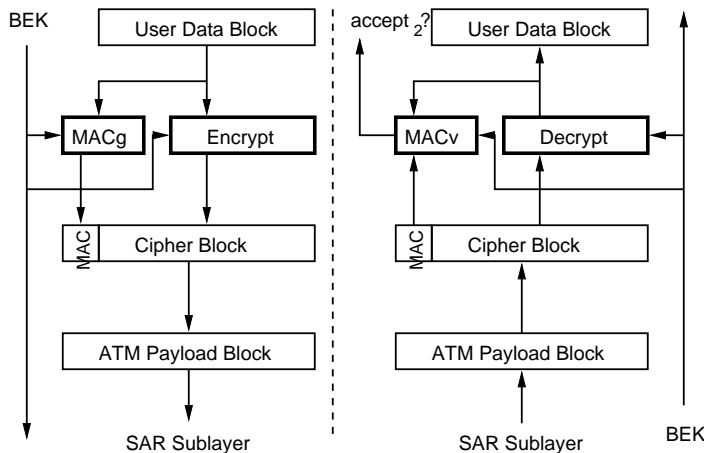 BEK
User Data Block
MACg
Encrypt
MAC
Cipher Block
ATM Payload Block
SAR Sublayer
accept 2?
User Data Block
MACv
Decrypt
MAC
Cipher Block
ATM Payload Block
SAR Sublayer
BEK